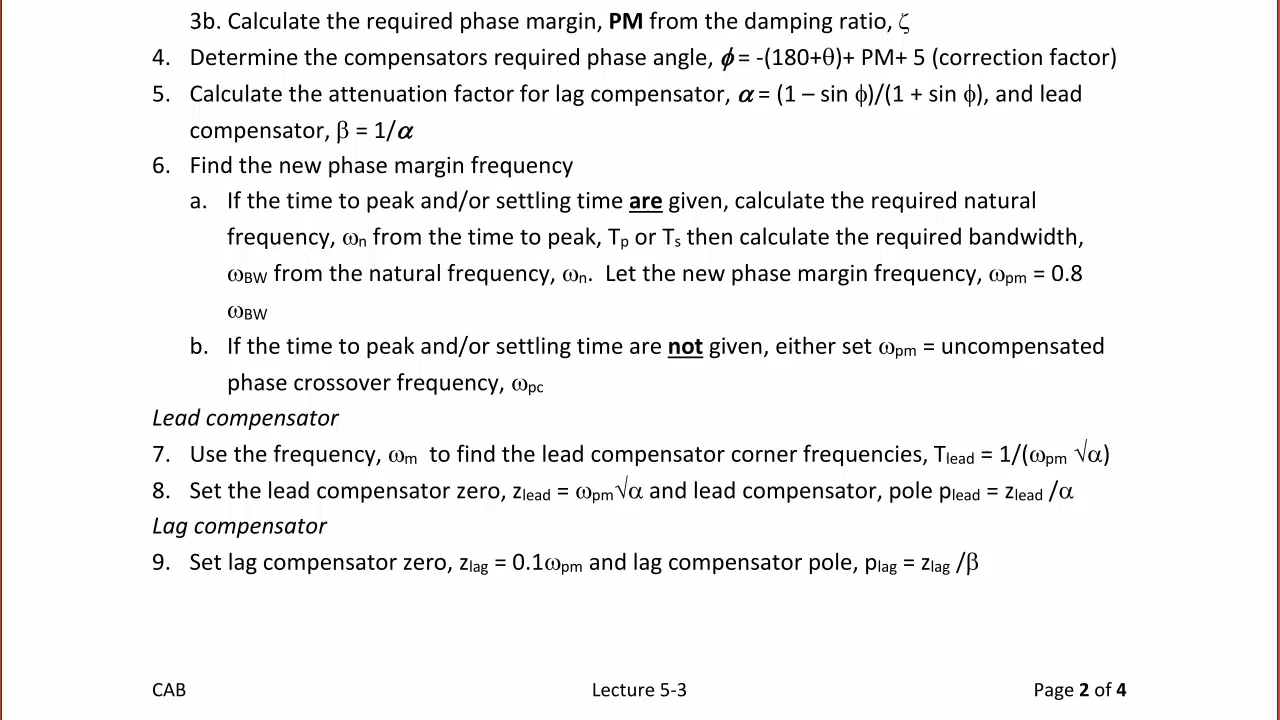 3b. Calculate the required phase margin, PM from the damping ratio, ζ
4. Determine the compensators required phase angle, ϕ = -(180+θ)+ PM+ 5 (correction factor)
5. Calculate the attenuation factor for lag compensator, α = (1 – sin ϕ)/(1 + sin ϕ), and lead
compensator, β = 1/α
6. Find the new phase margin frequency
a. If the time to peak and/or settling time are given, calculate the required natural
frequency, ωn from the time to peak, Tp or Ts then calculate the required bandwidth,
ωBW from the natural frequency, ωn. Let the new phase margin frequency, ωpm = 0.8
ωBW
b. If the time to peak and/or settling time are not given, either set ωpm = uncompensated
phase crossover frequency, ωpc
Lead compensator
7. Use the frequency, ωm to find the lead compensator corner frequencies, Tlead = 1/(ωpm √α)
8. Set the lead compensator zero, zlead = ωpm√α and lead compensator, pole plead = zlead /α
Lag compensator
9. Set lag compensator zero, zlag = 0.1ωpm and lag compensator pole, plag = zlag /β
CAB Lecture 5-3 Page 2 of 4